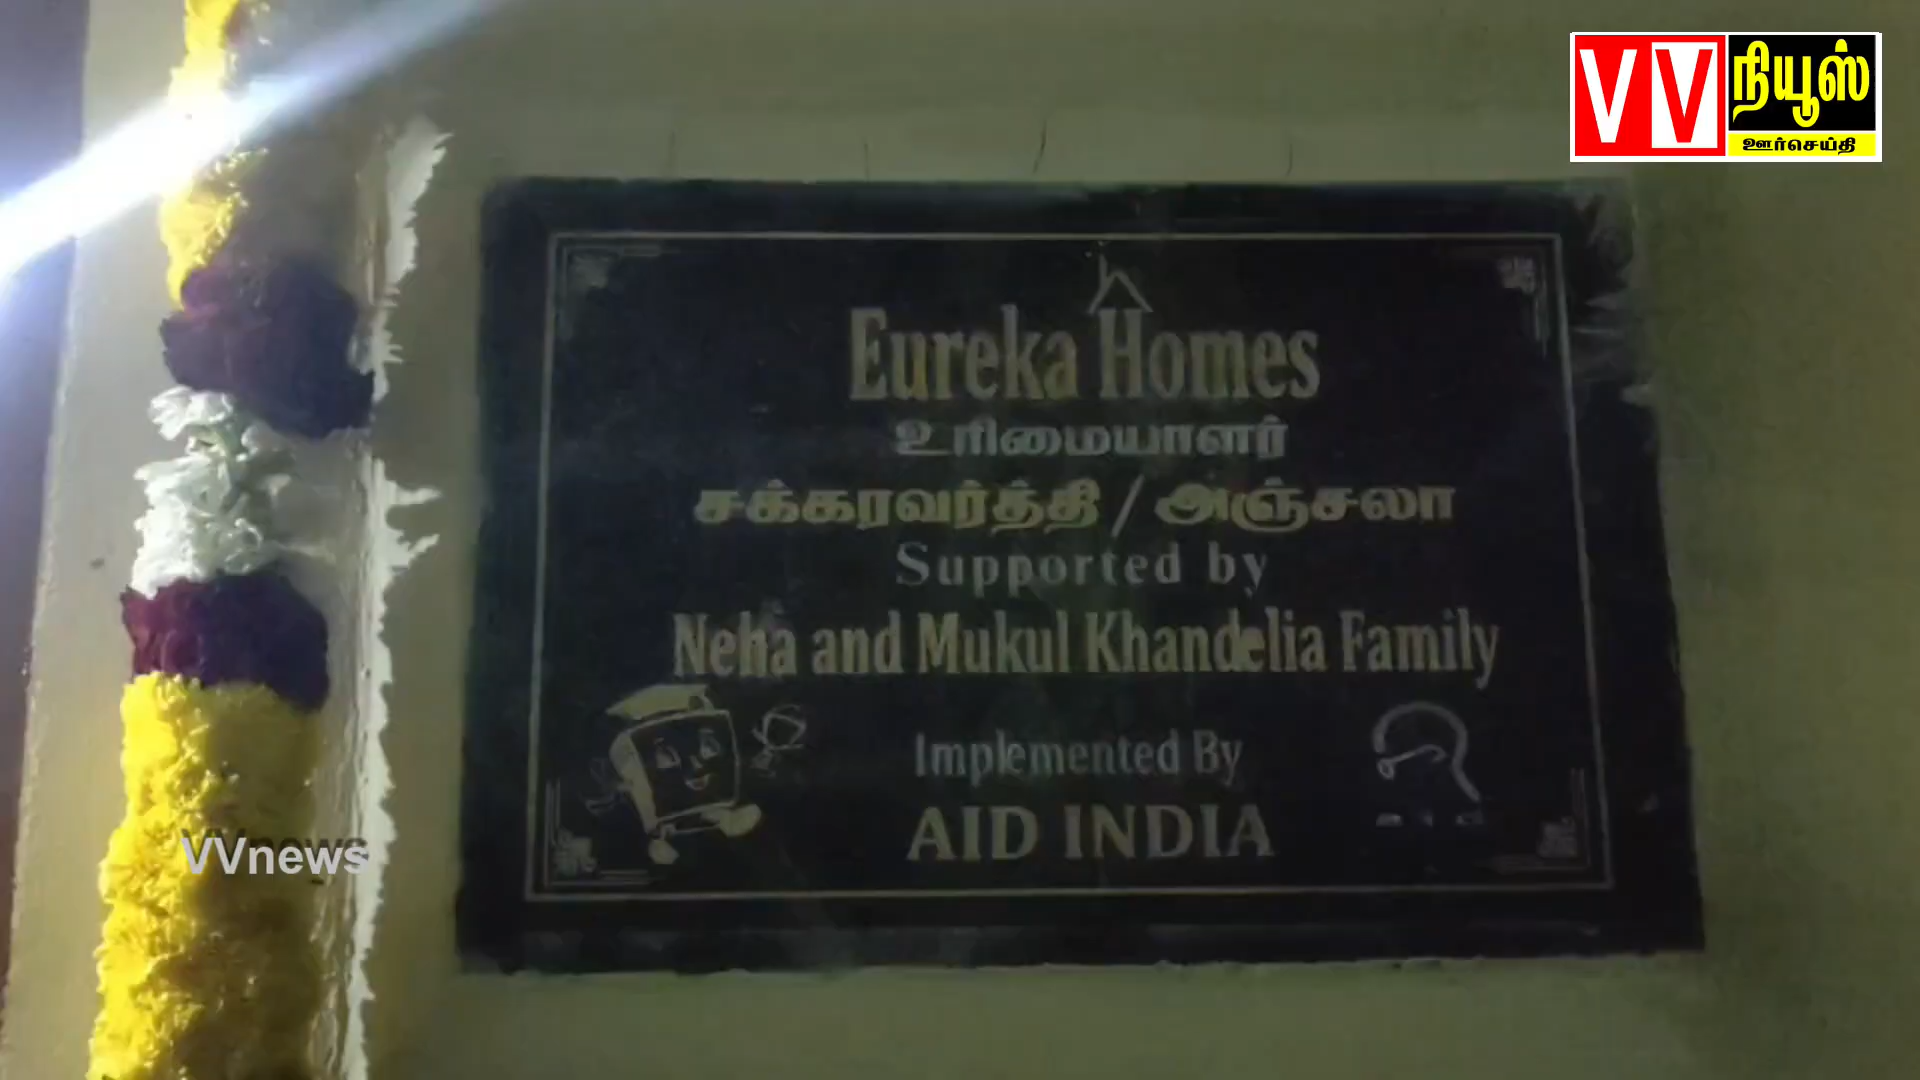 VV நியூஸ்
ஊர்செய்தி
Eureka Homes
உரிமையாளர்
சக்கரவர்த்தி / அஞ்சலா
Supported by
Neha and Mukul Khandelia Family
Implemented By
AID INDIA
VVnews